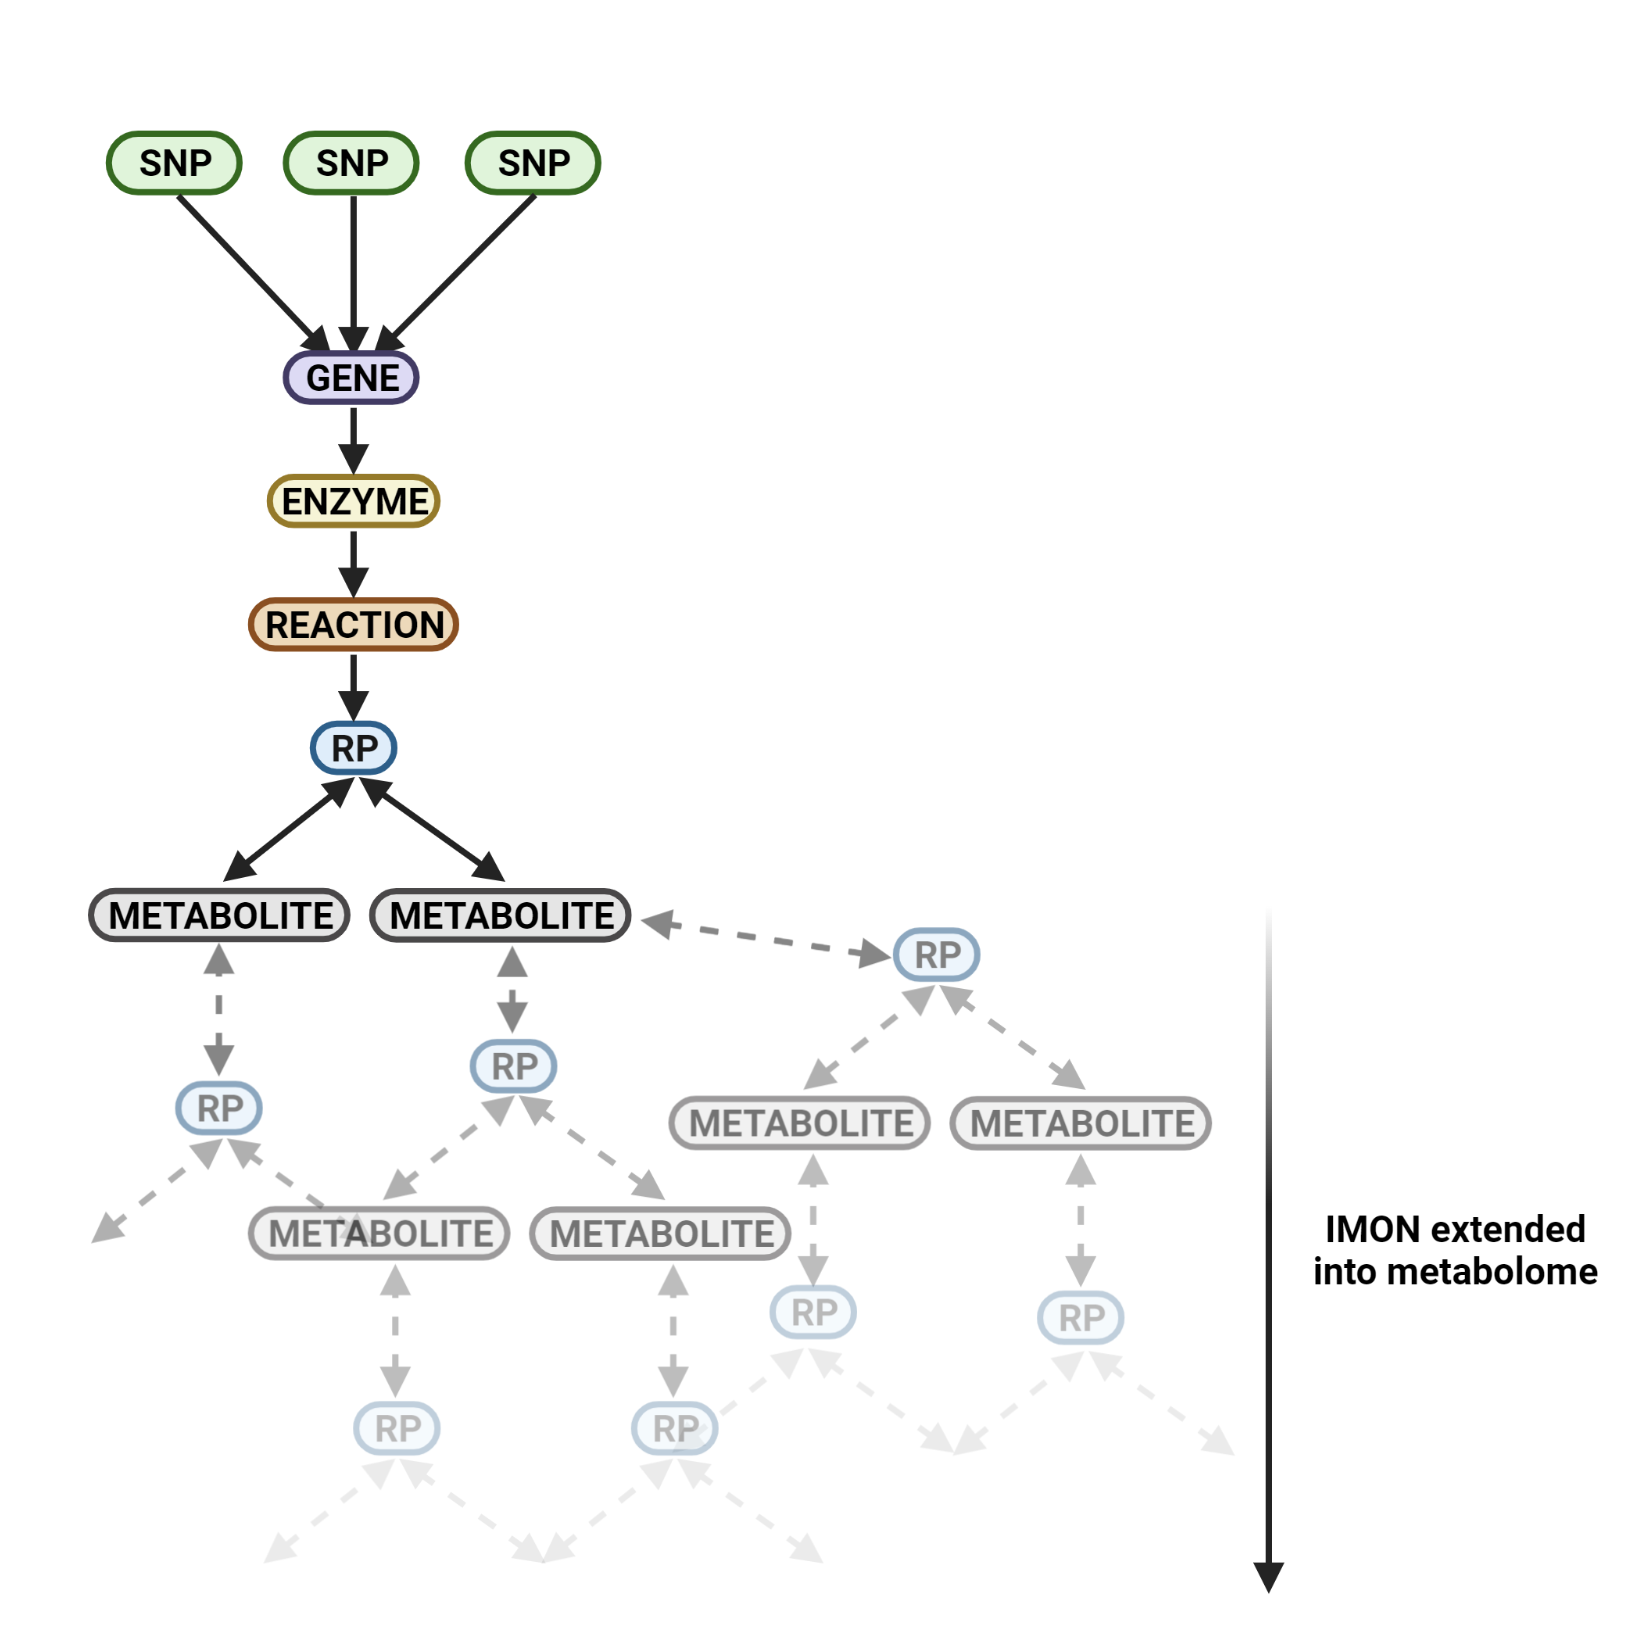 SNP
SNP
SNP
GENE
ENZYME
REACTION
RP
METABOLITE
METABOLITE
RP
RP
RP
METABOLITE
METABOLITE
METABOLITE
METABOLITE
IMON extended
into metabolome
RP
RP
RP
RP